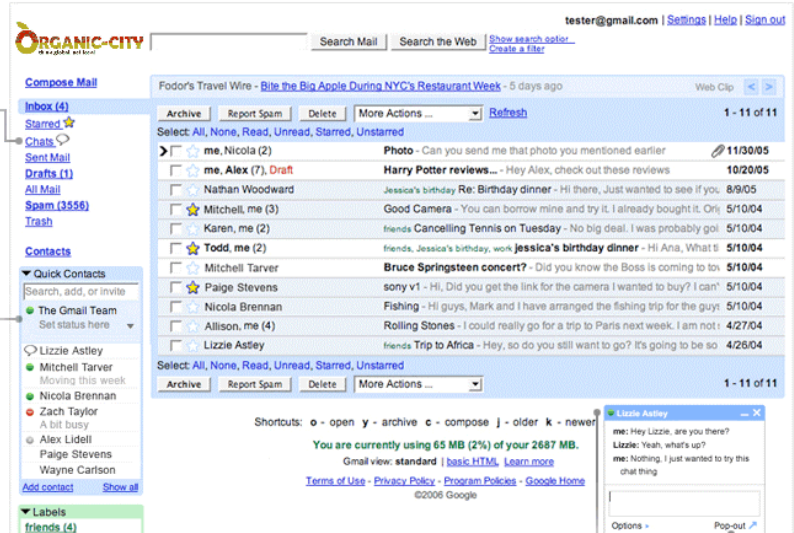 tester@gmail.com | Settings | Help | Sign out
ORGANIC-CITY
Search Mail Search the Web Show search option...
Create a filter
Compose Mail
Inbox (4)
Starred
Chats
Sent Mail
Drafts (1)
All Mail
Spam (3556)
Trash
Contacts
Quick Contacts
Search, add, or invite
The Gmail Team
Set status here
Lizzie Astley
Mitchell Tarver
Moving this week
Nicola Brennan
Zach Taylor
A bit busy
Alex Lidell
Paige Stevens
Wayne Carlson
Add contact Show all
Labels
friends (4)
Fodor's Travel Wire - Bite the Big Apple During NYC's Restaurant Week - 5 days ago Web Clip < >
Archive Report Spam Delete More Actions ... Refresh 1 - 11 of 11
Select: All, None, Read, Unread, Starred, Unstarred
me, Nicola (2) Photo - Can you send me that photo you mentioned earlier 11/30/05
me, Alex (7), Draft Harry Potter reviews... - Hey Alex, check out these reviews 10/20/05
Nathan Woodward Jessica's birthday Re: Birthday dinner - Hi there, Just wanted to see if you 8/9/05
Mitchell, me (3) Good Camera - You can borrow mine and try it. I already bought it. Orig 5/10/04
Karen, me (2) friends Cancelling Tennis on Tuesday - No big deal. I was probably goi 5/10/04
Todd, me (2) friends, Jessica's birthday, work jessica's birthday dinner - Hi Ana, What ti 5/10/04
Mitchell Tarver Bruce Springsteen concert? - Did you know the Boss is coming to tow 5/10/04
Paige Stevens sony v1 - Hi, Did you get the link for the camera I wanted to buy? I can' 5/10/04
Nicola Brennan Fishing - Hi guys, Mark and I have arranged the fishing trip for the guys 5/10/04
Allison, me (4) Rolling Stones - I could really go for a trip to Paris next week. I am not s 4/27/04
Lizzie Astley friends Trip to Africa - Hey, so do you still want to go? It's going to be so 4/26/04
Select: All, None, Read, Unread, Starred, Unstarred
Archive Report Spam Delete More Actions ... 1 - 11 of 11
Shortcuts: o - open y - archive c - compose j - older k - newer
You are currently using 65 MB (2%) of your 2687 MB.
Gmail view: standard | basic HTML Learn more
Terms of Use - Privacy Policy - Program Policies - Google Home
©2006 Google
Lizzie Astley
me: Hey Lizzie, are you there?
Lizzie: Yeah, what's up?
me: Nothing, I just wanted to try this
chat thing
Options Pop-out